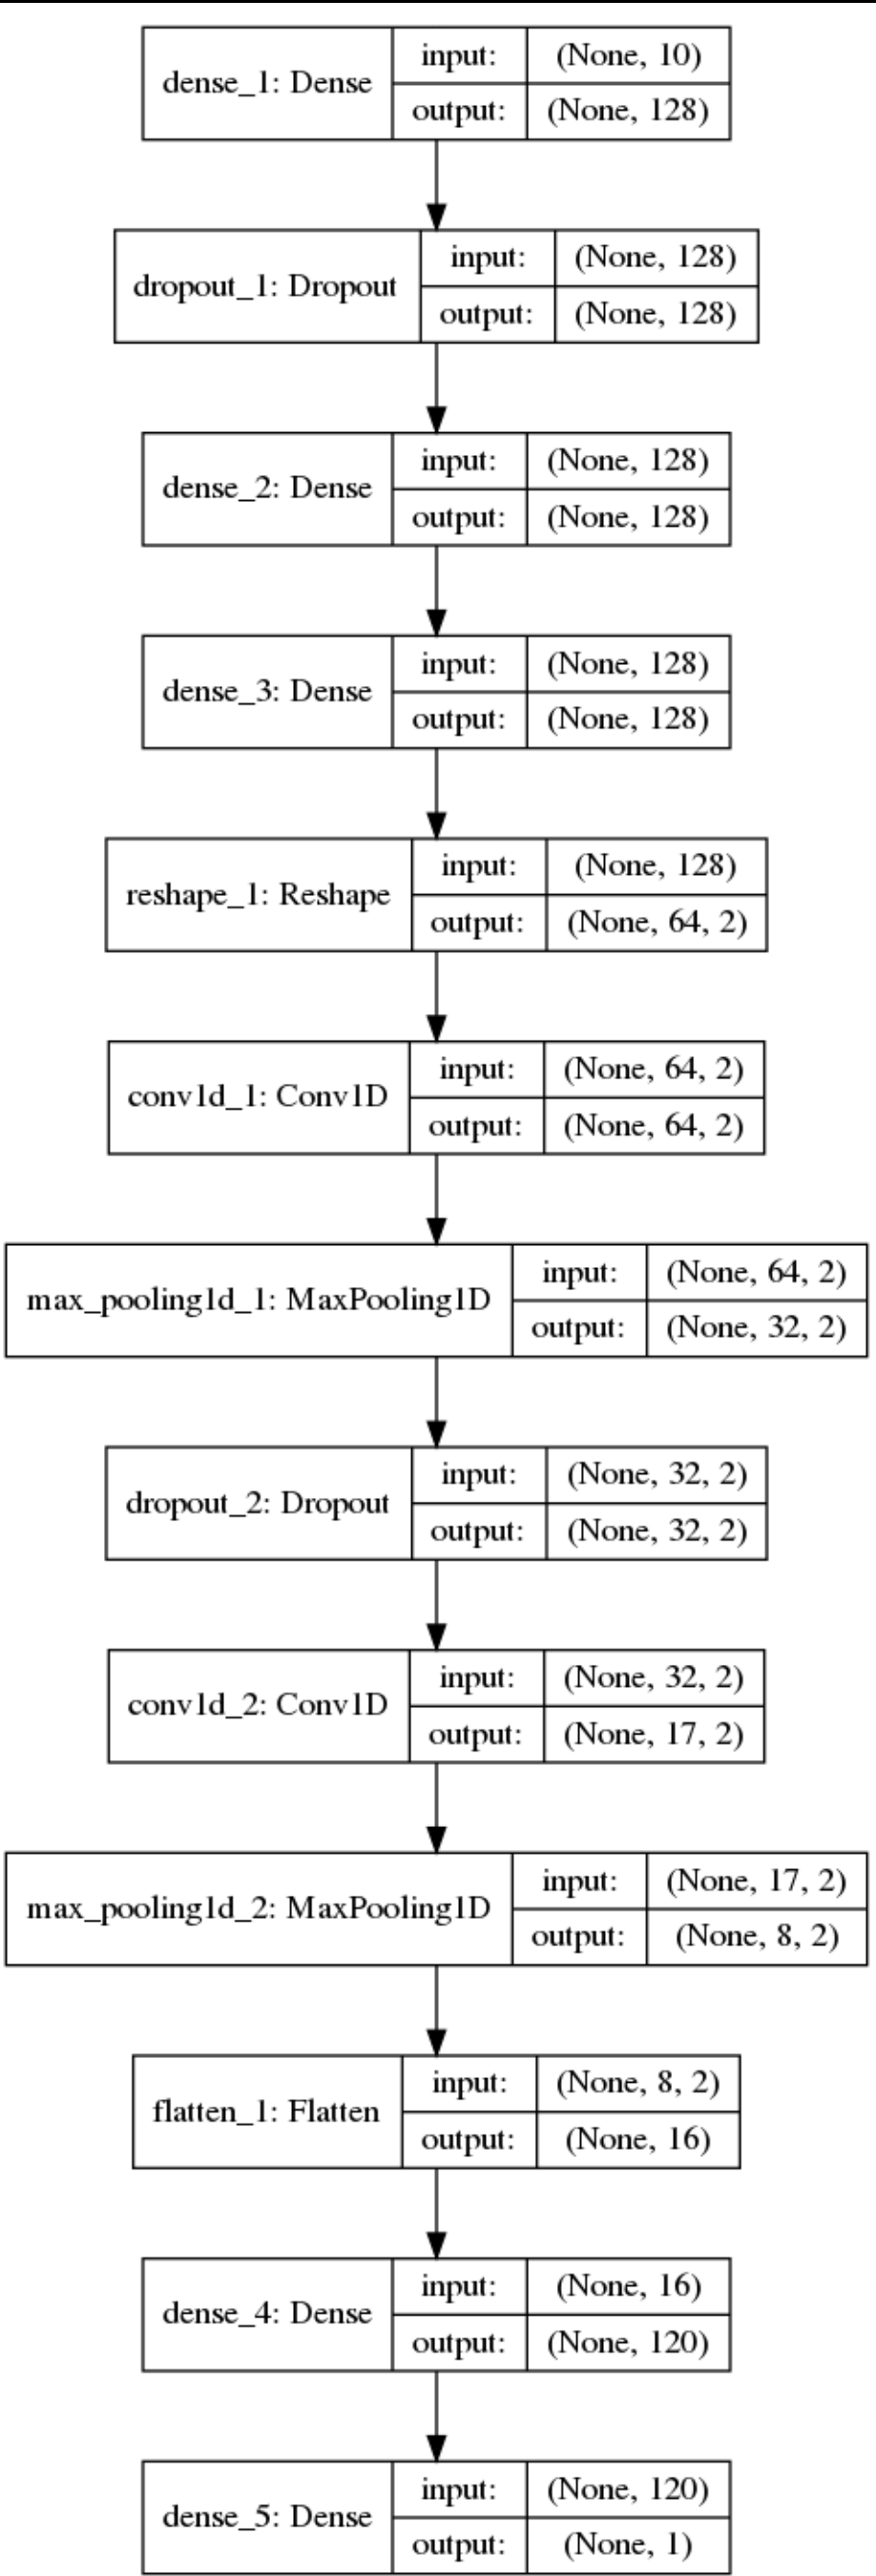 dense_1: Dense
input: (None, 10)
output: (None, 128)
dropout_1: Dropout
input: (None, 128)
output: (None, 128)
dense_2: Dense
input: (None, 128)
output: (None, 128)
dense_3: Dense
input: (None, 128)
output: (None, 128)
reshape_1: Reshape
input: (None, 128)
output: (None, 64, 2)
conv1d_1: Conv1D
input: (None, 64, 2)
output: (None, 64, 2)
max_pooling1d_1: MaxPooling1D
input: (None, 64, 2)
output: (None, 32, 2)
dropout_2: Dropout
input: (None, 32, 2)
output: (None, 32, 2)
conv1d_2: Conv1D
input: (None, 32, 2)
output: (None, 17, 2)
max_pooling1d_2: MaxPooling1D
input: (None, 17, 2)
output: (None, 8, 2)
flatten_1: Flatten
input: (None, 8, 2)
output: (None, 16)
dense_4: Dense
input: (None, 16)
output: (None, 120)
dense_5: Dense
input: (None, 120)
output: (None, 1)